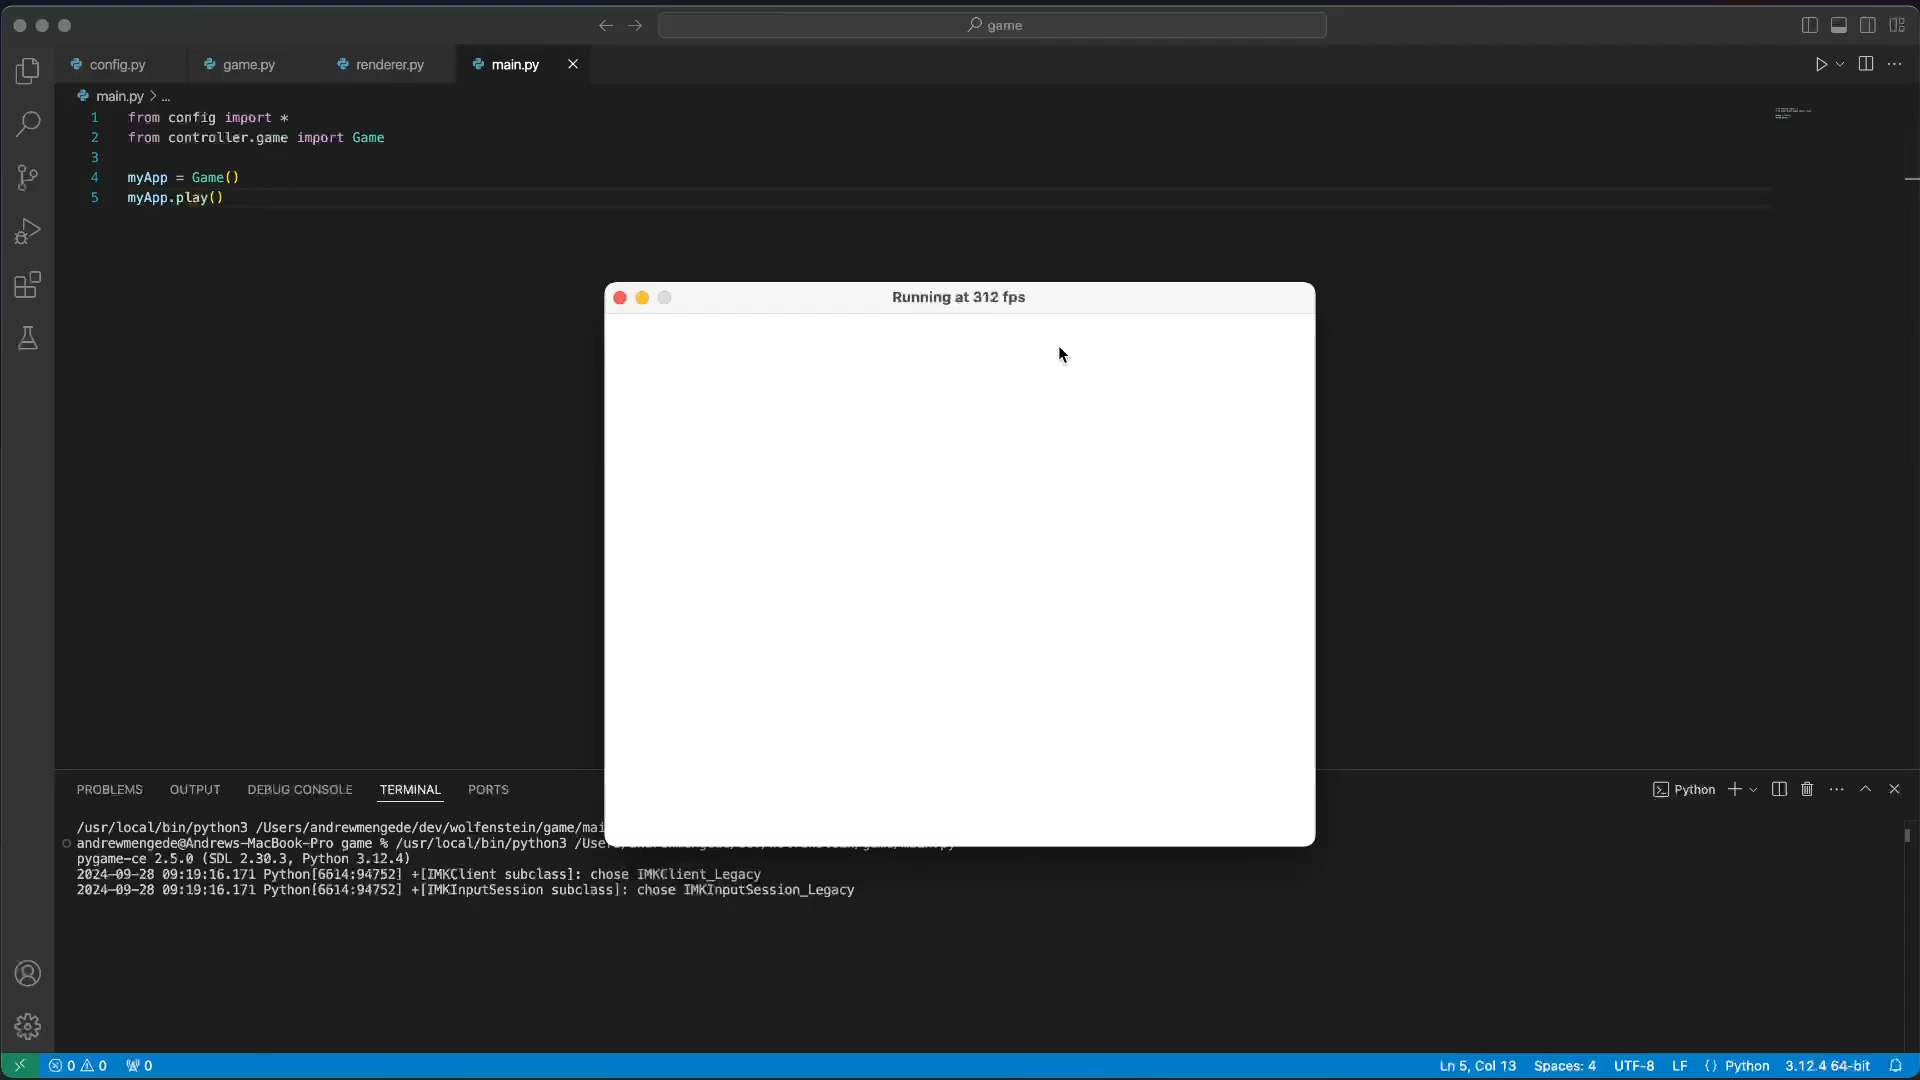 game
config.py
game.py
renderer.py
main.py
main.py > ...
1 from config import *
2 from controller.game import Game
3
4 myApp = Game()
5 myApp.play()
Running at 312 fps
PROBLEMS OUTPUT DEBUG CONSOLE TERMINAL PORTS
Python
/usr/local/bin/python3 /Users/andrewmengede/dev/wolfenstein/game/mai
andrewmengede@Andrews-MacBook-Pro game % /usr/local/bin/python3 /Use
pygame-ce 2.5.0 (SDL 2.30.3, Python 3.12.4)
2024-09-28 09:19:16.171 Python[6614:94752] +[IMKClient subclass]: chose IMKClient_Legacy
2024-09-28 09:19:16.171 Python[6614:94752] +[IMKInputSession subclass]: chose IMKInputSession_Legacy
0 0 0 Ln 5, Col 13 Spaces: 4 UTF-8 LF {} Python 3.12.4 64-bit